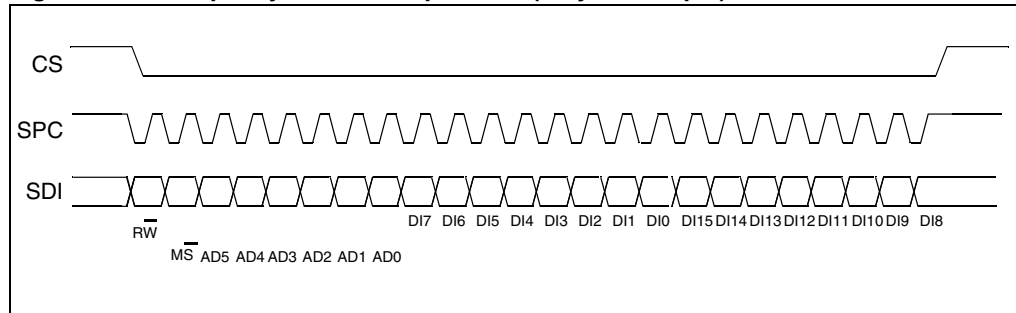 CS
SPC
SDI
DI7 DI6 DI5 DI4 DI3 DI2 DI1 DI0 DI15 DI14 DI13 DI12 DI11 DI10 DI9 DI8
RW
MS AD5 AD4 AD3 AD2 AD1 AD0